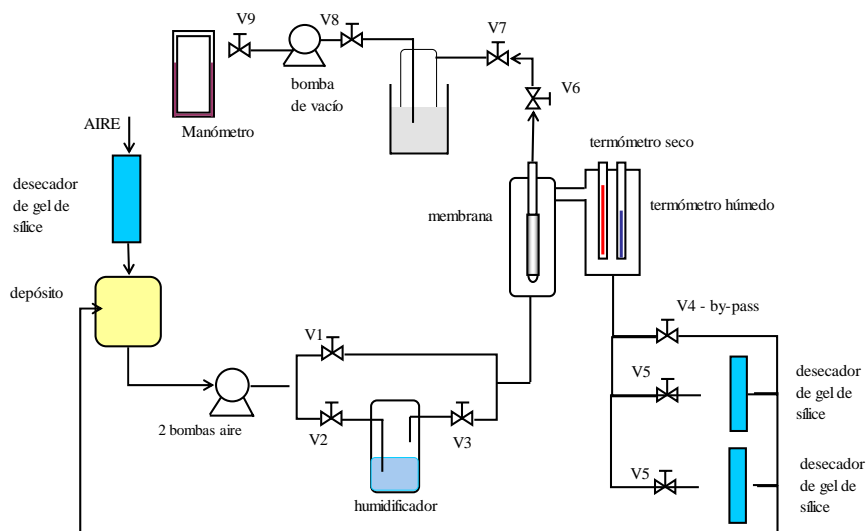 V9
V8
V7
bomba
de vacío
V6
Manómetro
AIRE
termómetro seco
desecador
de gel de
sílice
membrana
termómetro húmedo
depósito
V1
V4 - by-pass
V5
desecador
de gel de
sílice
2 bombas aire
V2
V3
V5
desecador
de gel de
sílice
humidificador